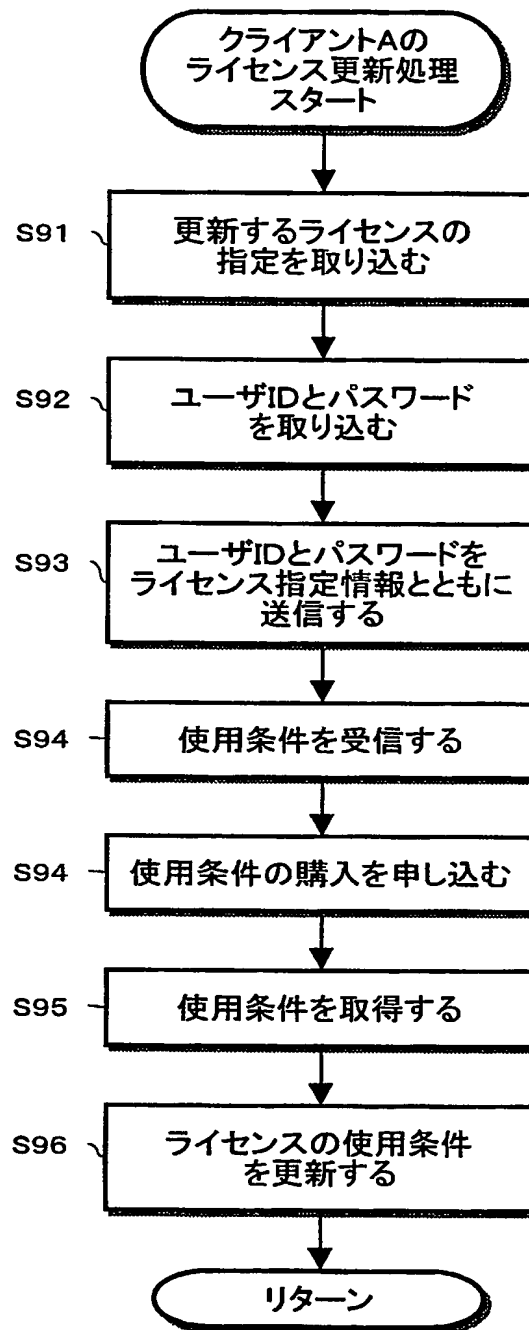 クライアントAの
ライセンス更新処理
スタート
S91
更新するライセンスの
指定を取り込む
S92
ユーザIDとパスワード
を取り込む
S93
ユーザIDとパスワードを
ライセンス指定情報とともに
送信する
S94
使用条件を受信する
S94
使用条件の購入を申し込む
S95
使用条件を取得する
S96
ライセンスの使用条件
を更新する
リターン